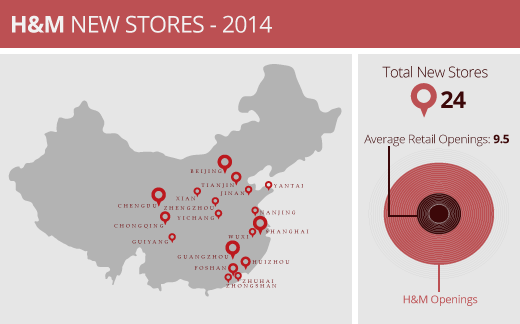 H&M NEW STORES - 2014
Total New Stores
24
Average Retail Openings: 9.5
H&M Openings
BEIJING
TIANJIN
YANTAI
JINAN
XIAN
CHENGDU
ZHENGZHOU
YICHANG
NANJING
CHONGQING
SHANGHAI
WUXI
GUIYANG
GUANGZHOU
HUIZHOU
FOSHAN
ZHUHAI
ZHONGSHAN